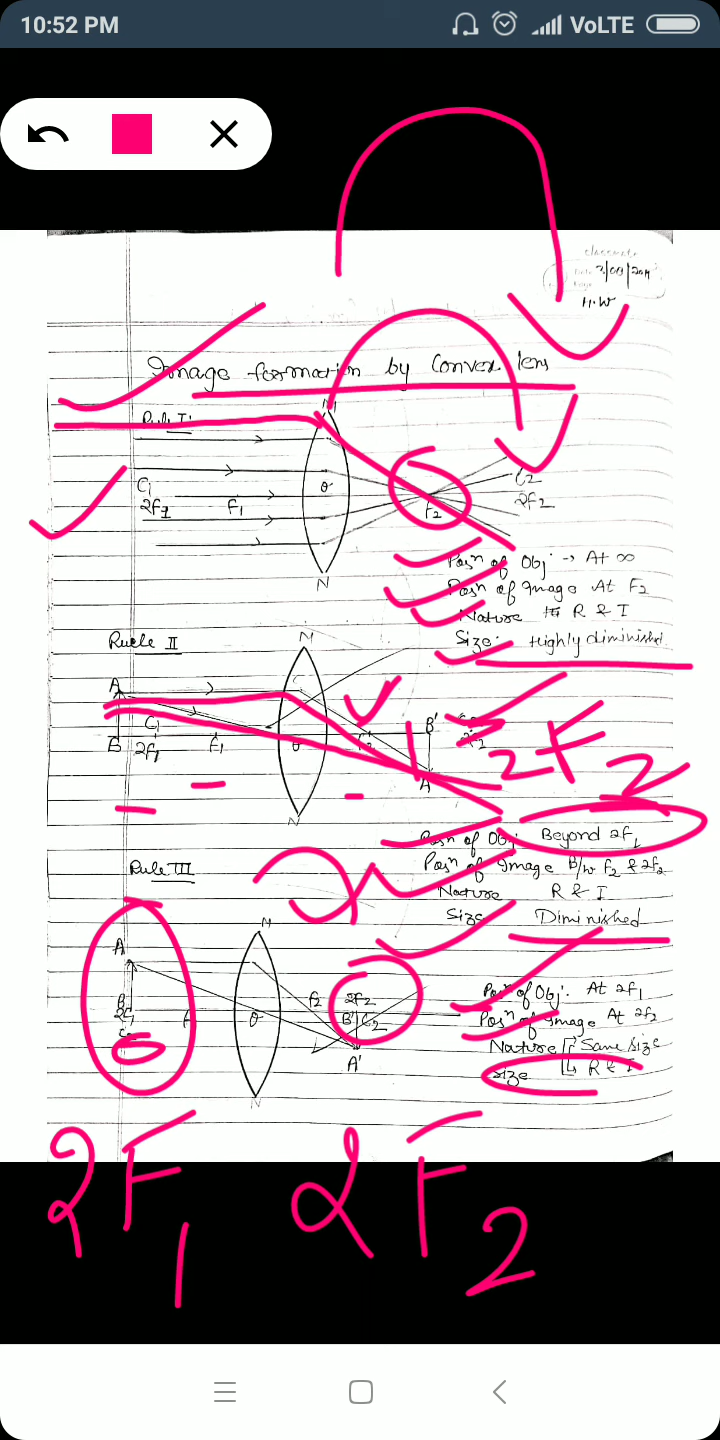 10:52 PM
VoLTE
classmate
H.W
Image formation by Convex lens
Rule I
M
C1
2F1
F1
O
F2
C2
2F2
N
Posn of Obj → At ∞
Posn of Image At F2
Nature R & I
Size: Highly diminished
Rule II
M
A
B
C1
2F1
F1
O
B'
A'
2F2
N
2F2
Posn of Obj Beyond 2F1
Posn of Image B/w F2 & 2F2
Nature R & I
Size Diminished
Rule III
M
A
B
2F1
F
O
F2
2F2
B' C2
A'
N
Posn of Obj. At 2F1
Posn of Image At 2F2
Nature Same size
Size R & I
2F1 2F2